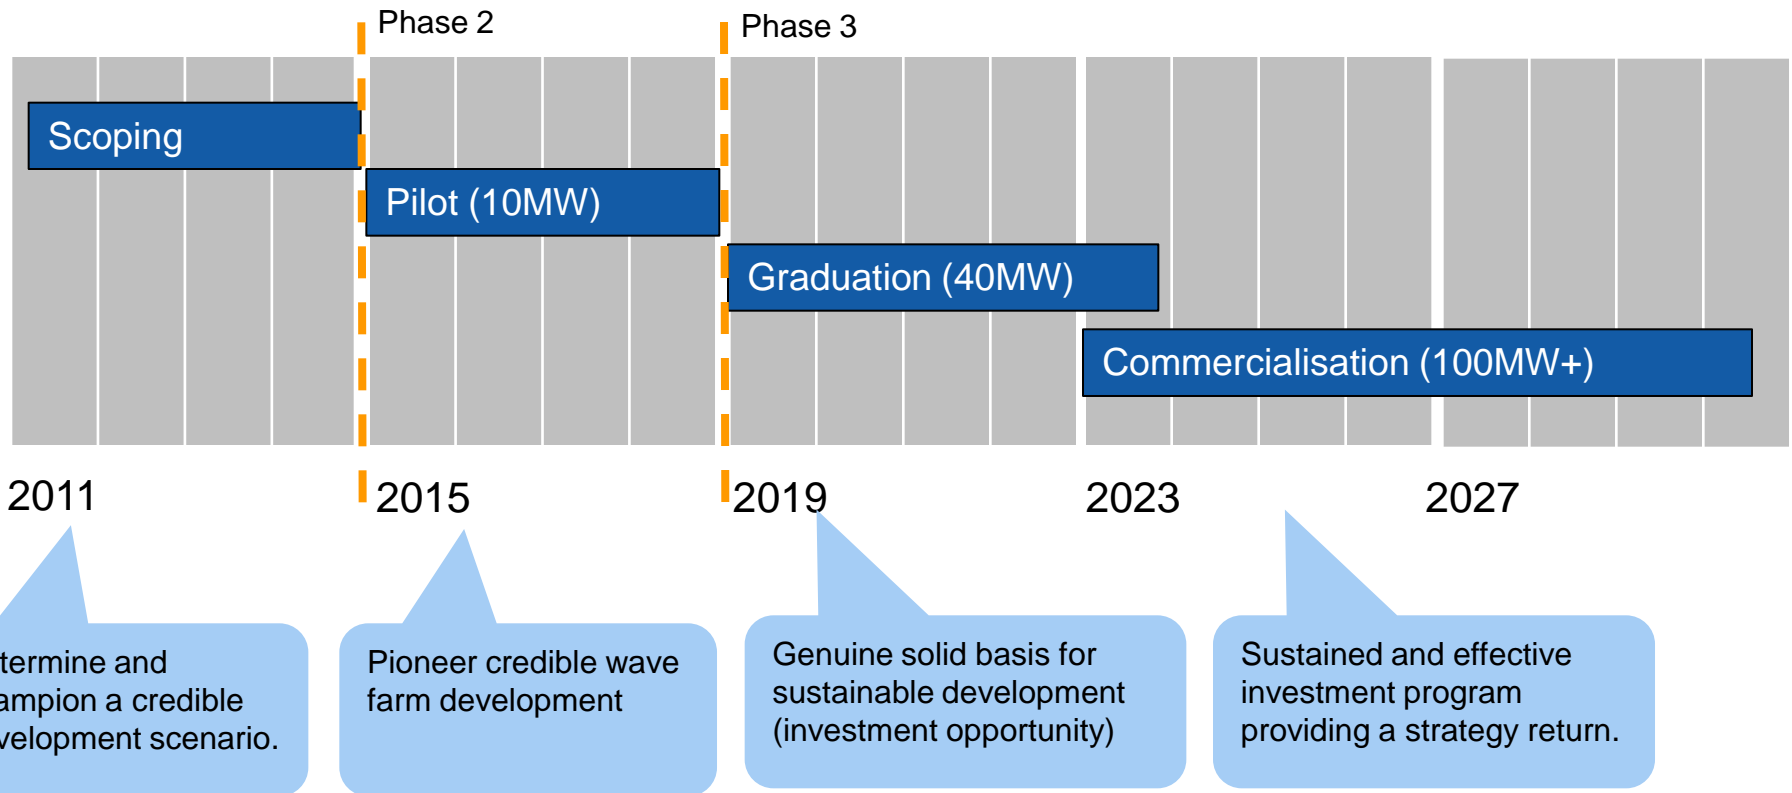 Phase 2
Phase 3
Scoping
Pilot (10MW)
Graduation (40MW)
Commercialisation (100MW+)
2011
2015
2019
2023
2027
termine and
ampion a credible
velopment scenario.
Pioneer credible wave
farm development
Genuine solid basis for
sustainable development
(investment opportunity)
Sustained and effective
investment program
providing a strategy return.